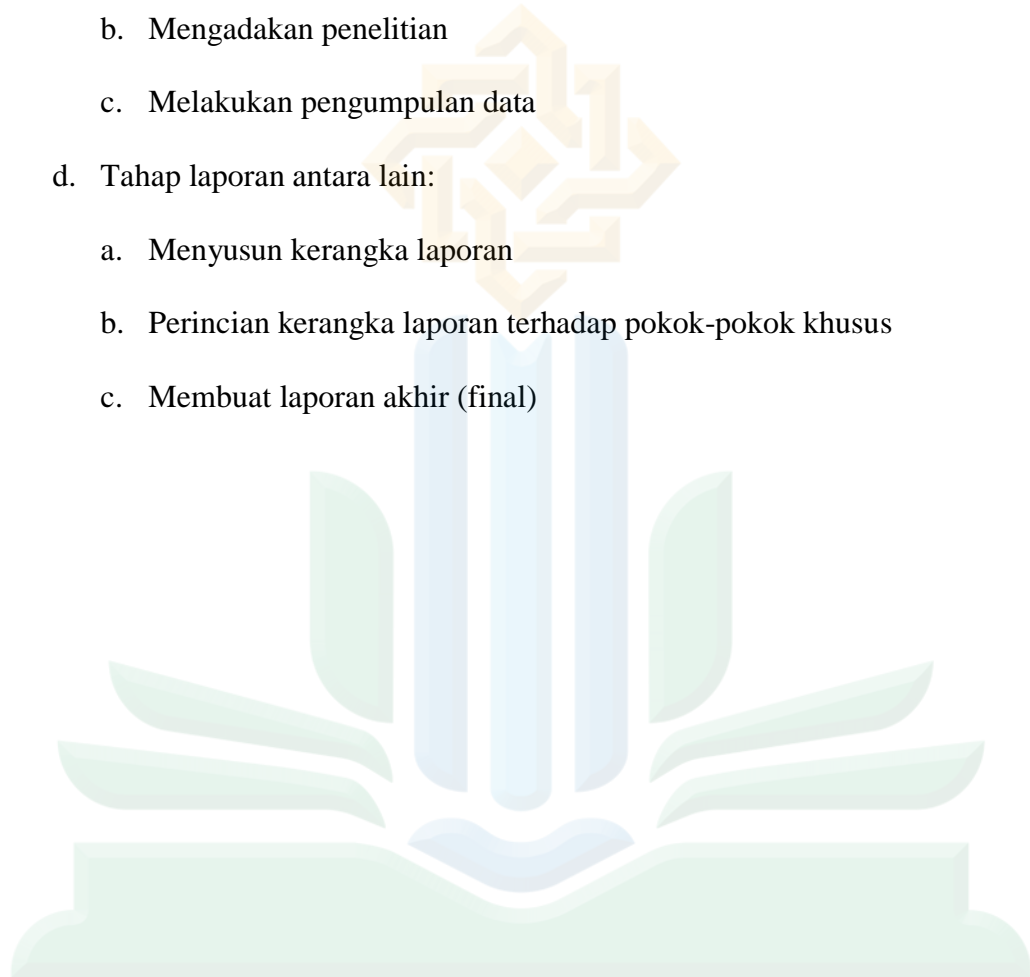 b. Mengadakan penelitian
c. Melakukan pengumpulan data
d. Tahap laporan antara lain:
a. Menyusun kerangka laporan
b. Perincian kerangka laporan terhadap pokok-pokok khusus
c. Membuat laporan akhir (final)